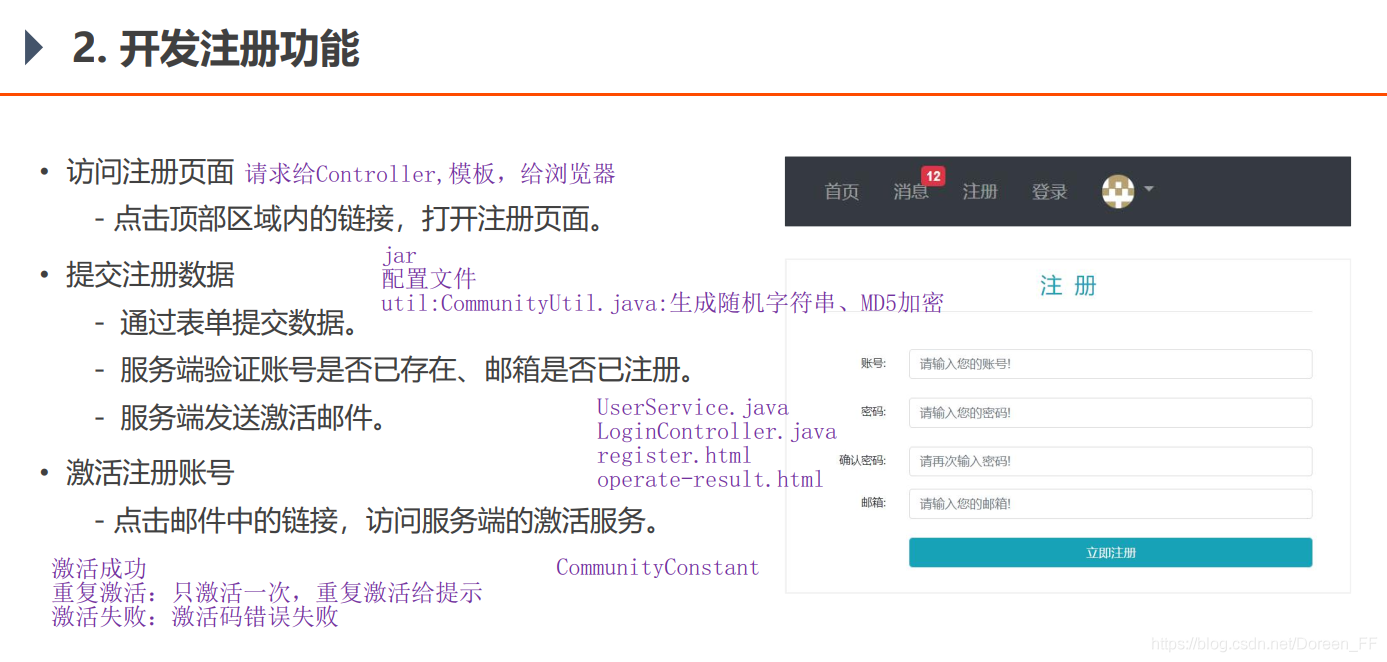 2. 开发注册功能
• 访问注册页面 请求给Controller,模板，给浏览器
- 点击顶部区域内的链接，打开注册页面。
• 提交注册数据
jar
配置文件
util:CommunityUtil.java:生成随机字符串、MD5加密
- 通过表单提交数据。
- 服务端验证账号是否已存在、邮箱是否已注册。
- 服务端发送激活邮件。
UserService.java
LoginController.java
register.html
operate-result.html
• 激活注册账号
- 点击邮件中的链接，访问服务端的激活服务。
激活成功
重复激活：只激活一次，重复激活给提示
激活失败：激活码错误失败
CommunityConstant
首页 消息 12 注册 登录
注 册
账号: 请输入您的账号!
密码: 请输入您的密码!
确认密码: 请再次输入密码!
邮箱: 请输入您的邮箱!
立即注册
https://blog.csdn.net/Doreen_FF